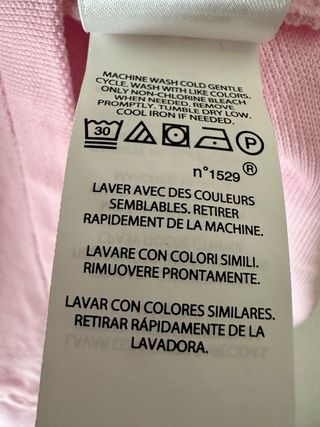 MACHINE WASH COLD GENTLE
CYCLE. WASH WITH LIKE COLORS.
ONLY NON-CHLORINE BLEACH
WHEN NEEDED. REMOVE
PROMPTLY. TUMBLE DRY LOW.
COOL IRON IF NEEDED.
30 P
n°1529 ®
LAVER AVEC DES COULEURS
SEMBLABLES. RETIRER
RAPIDEMENT DE LA MACHINE.
LAVARE CON COLORI SIMILI.
RIMUOVERE PRONTAMENTE.
LAVAR CON COLORES SIMILARES.
RETIRAR RÁPIDAMENTE DE LA
LAVADORA.